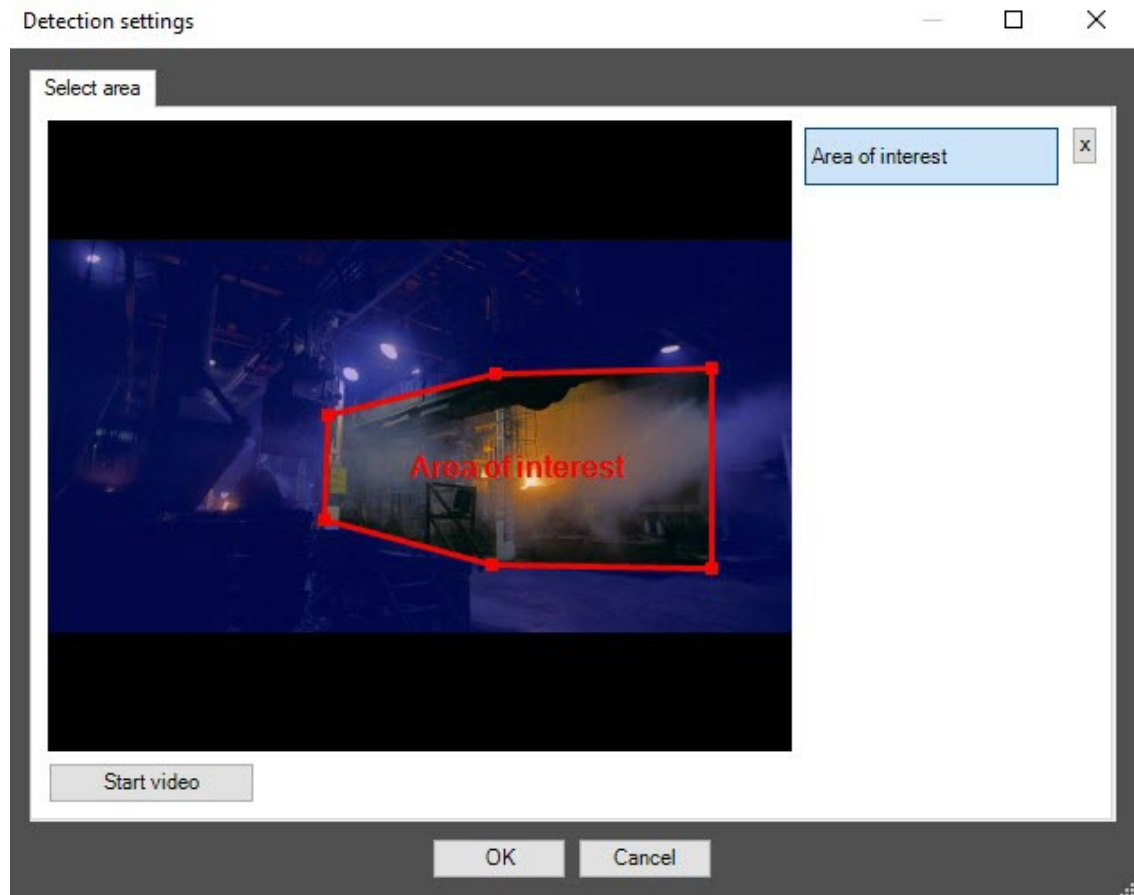 Detection settings
Select area
Area of interest
x
Area of interest
Start video
OK
Cancel